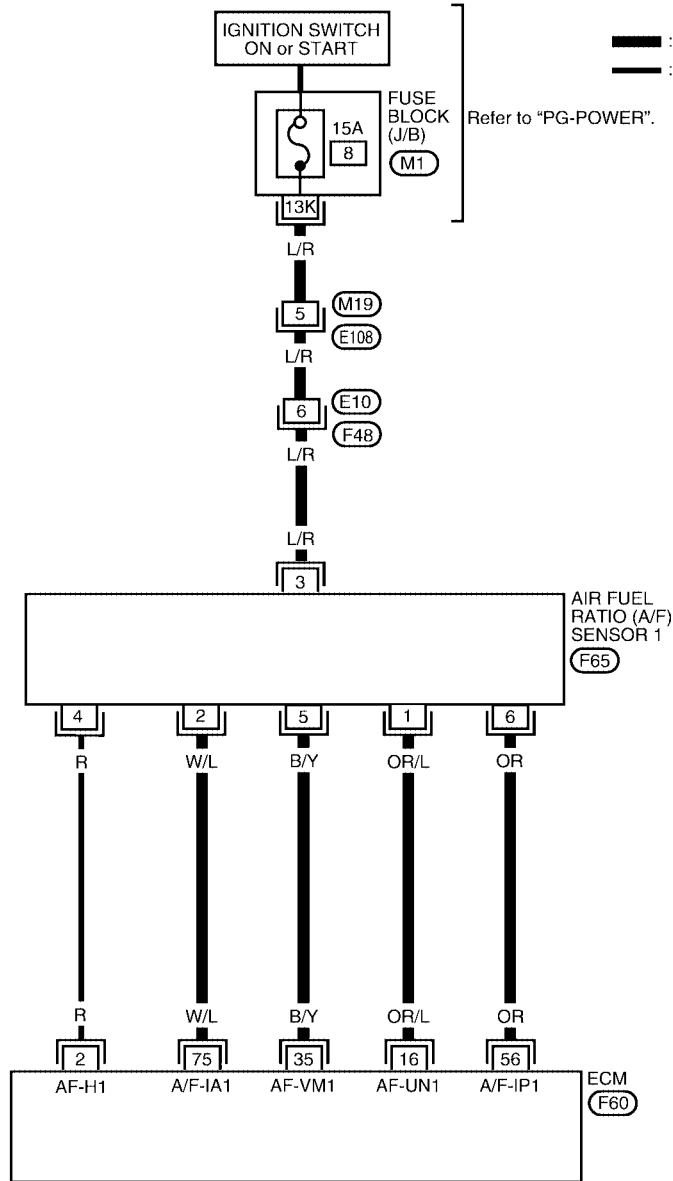 IGNITION SWITCH
ON or START
:
:
FUSE
BLOCK
(J/B)
M1
15A
8
Refer to "PG-POWER".
13K
L/R
5
M19
E108
L/R
6
E10
F48
L/R
L/R
3
AIR FUEL
RATIO (A/F)
SENSOR 1
F65
4 2 5 1 6
R W/L B/Y OR/L OR
R W/L B/Y OR/L OR
2 75 35 16 56
AF-H1 A/F-IA1 AF-VM1 AF-UN1 A/F-IP1
ECM
F60